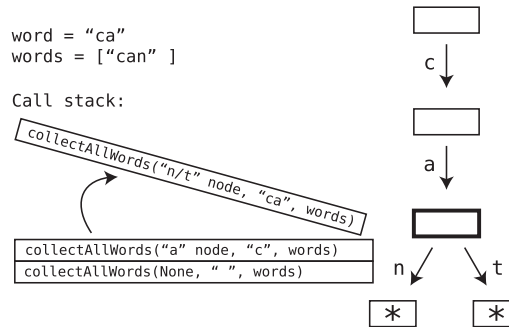 word = “ca”
words = [“can” ]
Call stack:
collectAllWords(“n/t” node, “ca”, words)
collectAllWords(“a” node, “c”, words)
collectAllWords(None, “ ”, words)
c
a
n
t
*
*